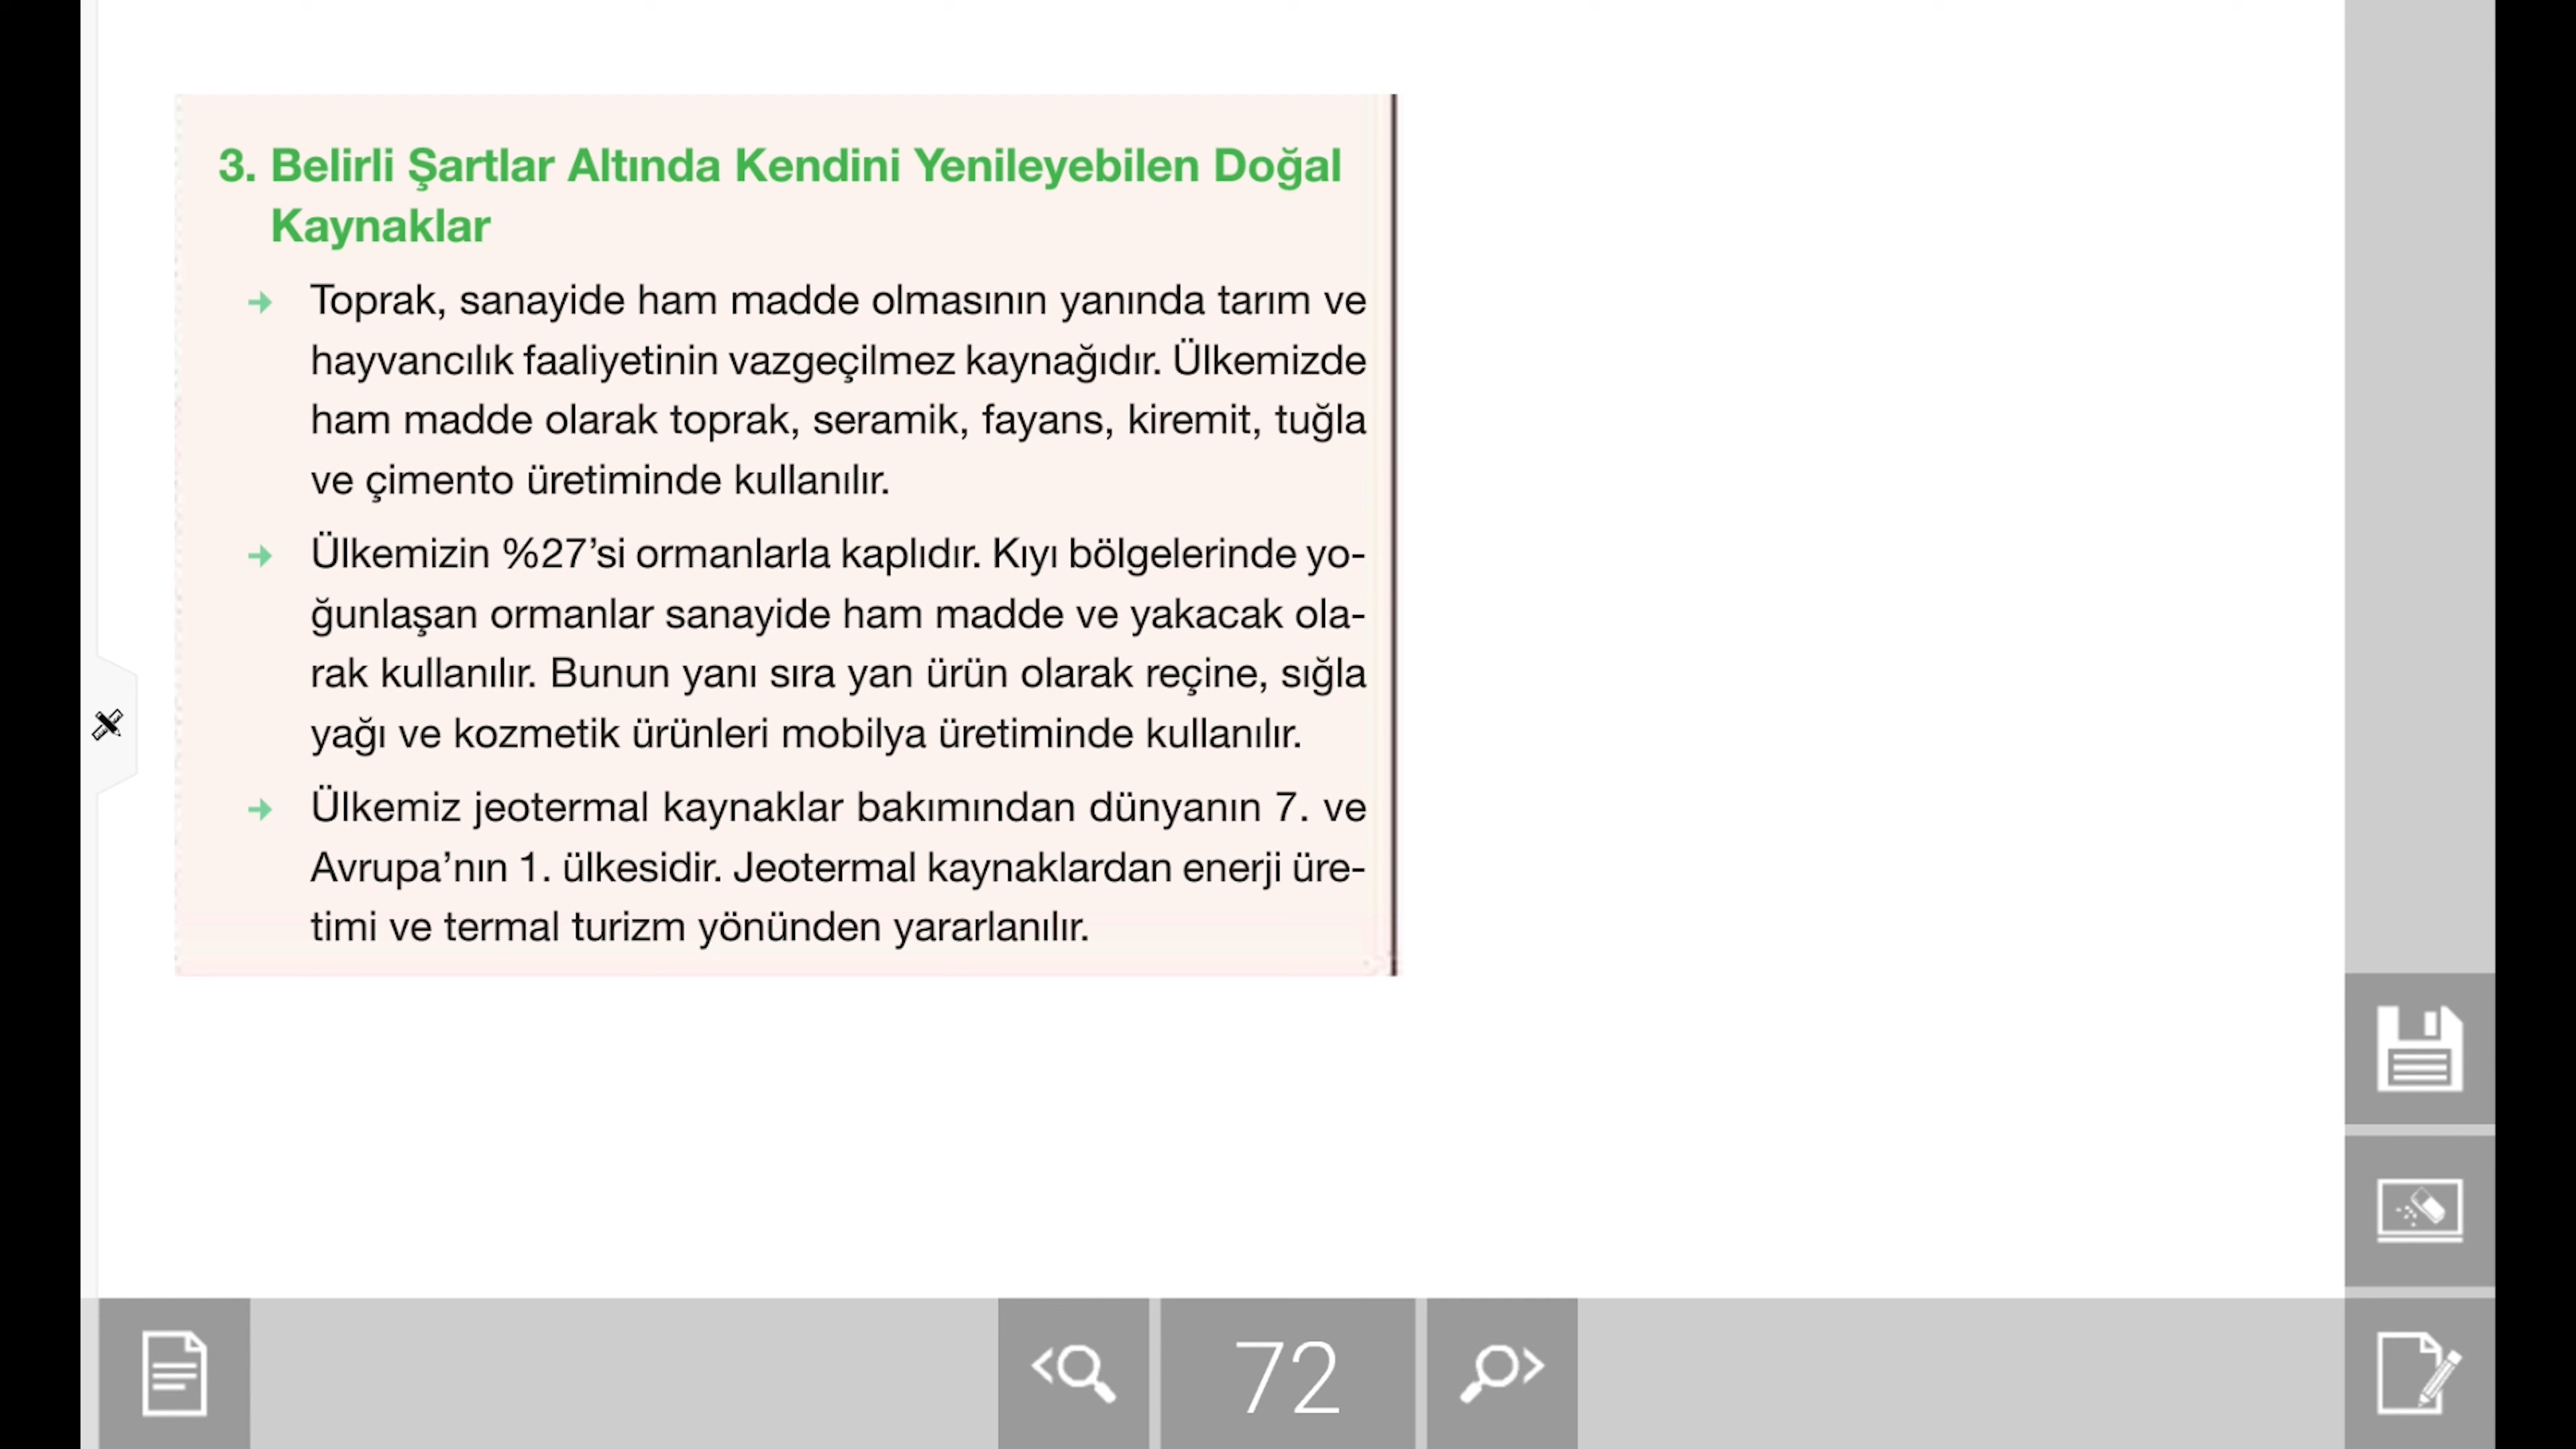 3. Belirli Şartlar Altında Kendini Yenileyebilen Doğal
Kaynaklar
→ Toprak, sanayide ham madde olmasının yanında tarım ve
hayvancılık faaliyetinin vazgeçilmez kaynağıdır. Ülkemizde
ham madde olarak toprak, seramik, fayans, kiremit, tuğla
ve çimento üretiminde kullanılır.
→ Ülkemizin %27’si ormanlarla kaplıdır. Kıyı bölgelerinde yo-
ğunlaşan ormanlar sanayide ham madde ve yakacak ola-
rak kullanılır. Bunun yanı sıra yan ürün olarak reçine, sığla
yağı ve kozmetik ürünleri mobilya üretiminde kullanılır.
→ Ülkemiz jeotermal kaynaklar bakımından dünyanın 7. ve
Avrupa’nın 1. ülkesidir. Jeotermal kaynaklardan enerji üre-
timi ve termal turizm yönünden yararlanılır.
72